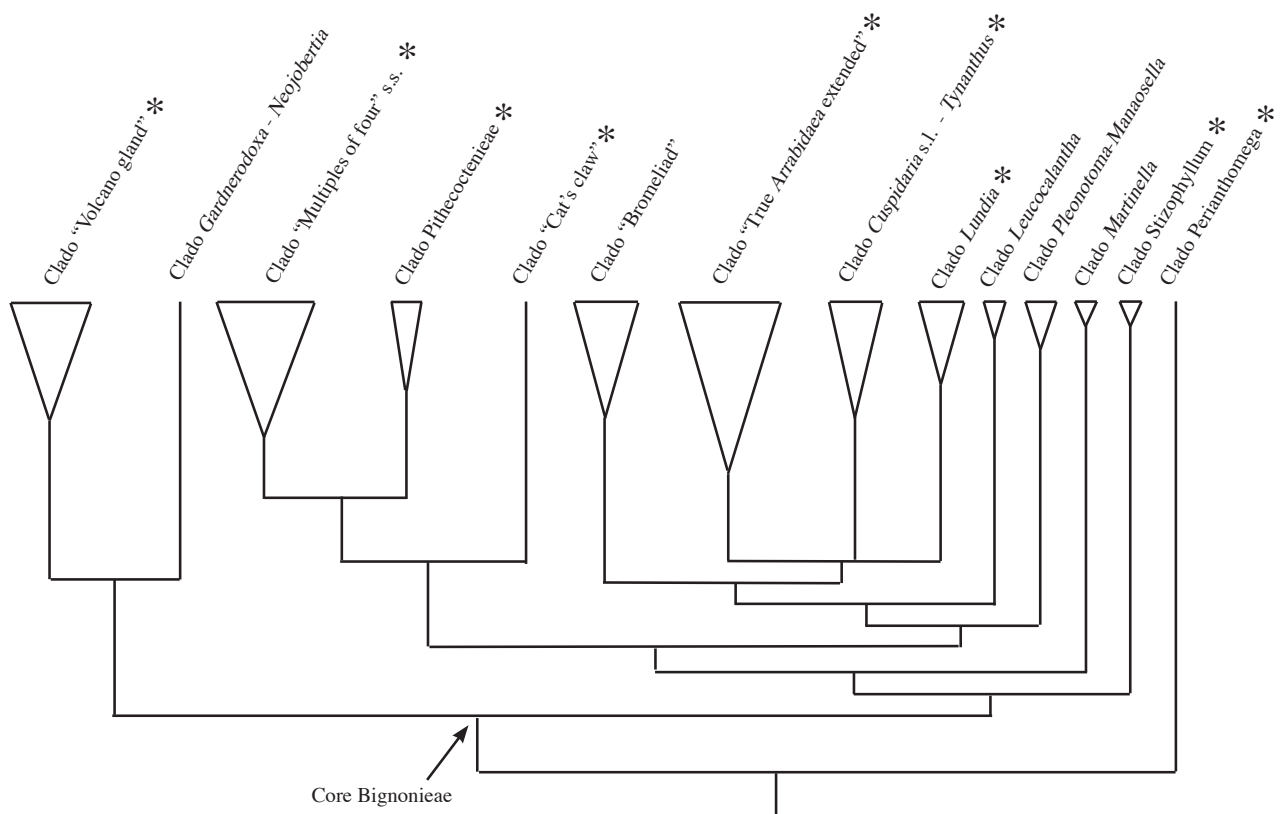 Clado “Volcano gland” *
Clado Gardnerodoxa - Neojobertia
Clado “Multiples of four” s.s. *
Clado Pithecoctenieae *
Clado “Cat’s claw” *
Clado “Bromeliad”
Clado “True Arrabidaea extended” *
Clado Cuspidaria s.l. - Tynanthus *
Clado Lundia *
Clado Leucocalantha
Clado Pleonotoma-Manaosella
Clado Martinella
Clado Stizophyllum *
Clado Perianthomega *
Core Bignonieae